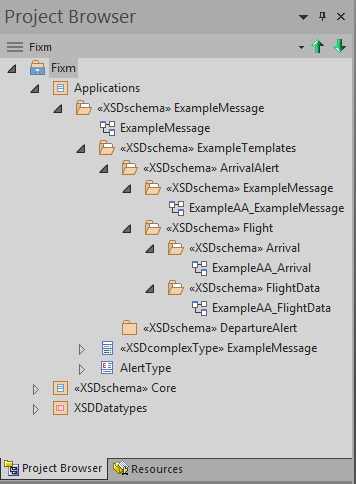 Project Browser
Fixm
Fixm
Applications
«XSDschema» ExampleMessage
ExampleMessage
«XSDschema» ExampleTemplates
«XSDschema» ArrivalAlert
«XSDschema» ExampleMessage
ExampleAA_ExampleMessage
«XSDschema» Flight
«XSDschema» Arrival
ExampleAA_Arrival
«XSDschema» FlightData
ExampleAA_FlightData
«XSDschema» DepartureAlert
«XSDcomplexType» ExampleMessage
AlertType
«XSDschema» Core
XSDDatatypes
Project Browser Resources